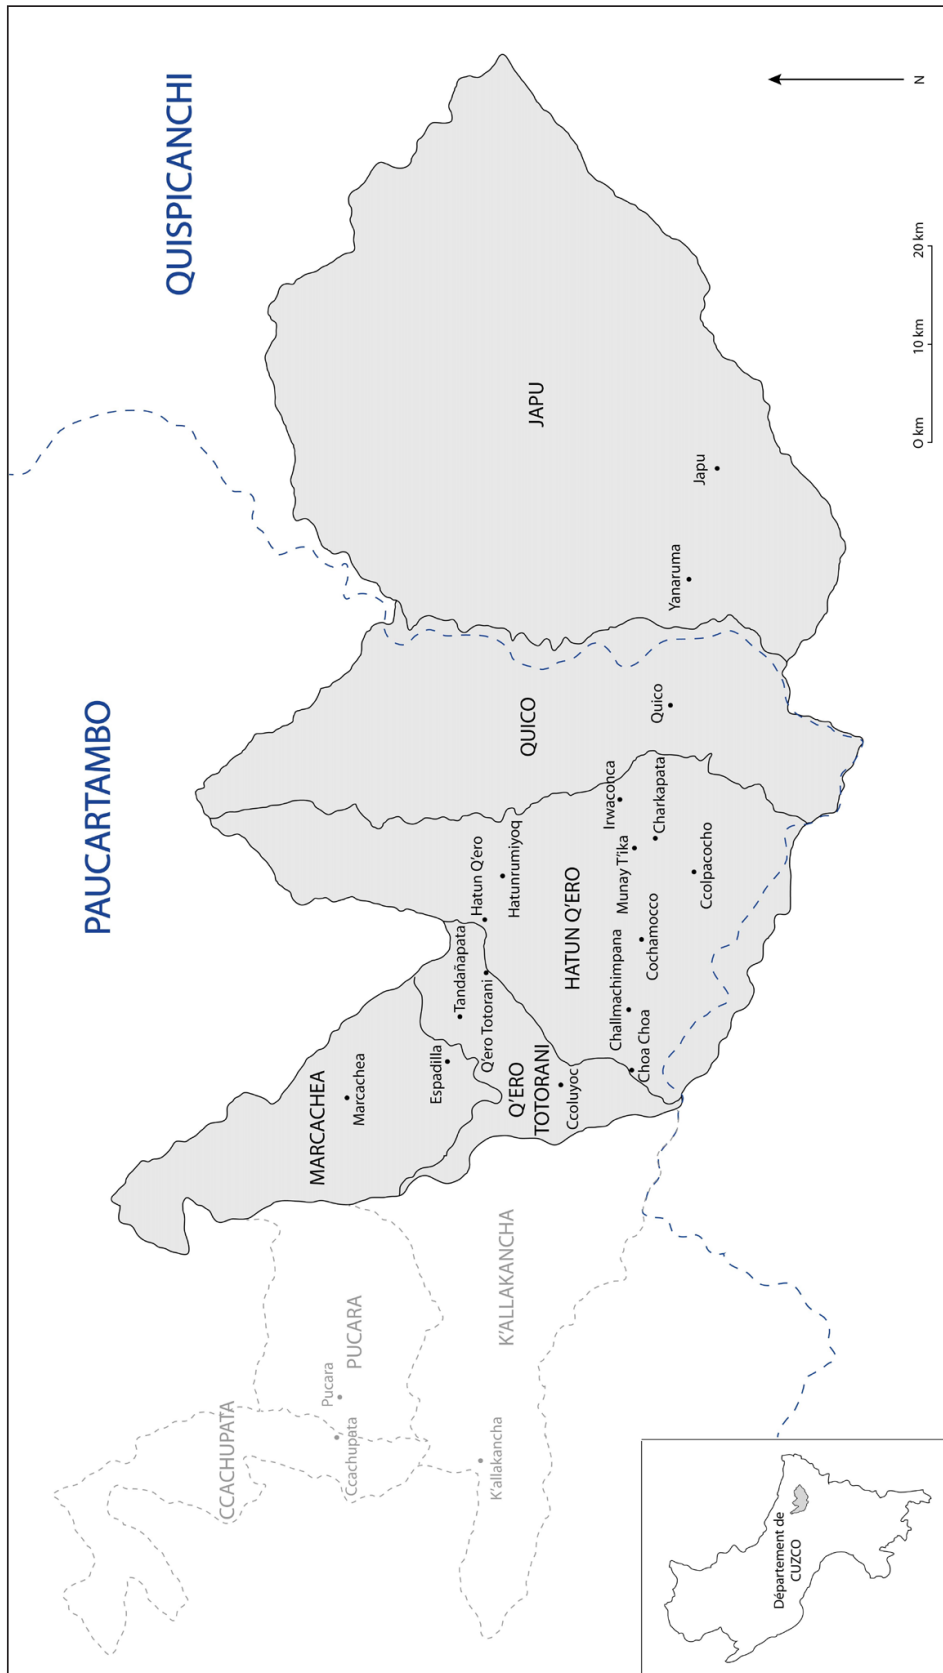 PAUCARTAMBO
QUISPICANCHI
CCACHUPATA
Ccachupata
Pucara
PUCARA
K'allakancha
K'ALLAKANCHA
MARCACHEA
Marcachea
Espadilla
Tandañapata
Q'ero Totorani
Q'ERO
TOTORANI
Ccoluyoc
Hatun Q'ero
Hatunrumiyoq
HATUN Q'ERO
Challmachimpana
Choa Choa
Cochamocco
Munay T'ika
Irwaconca
Charkapata
Ccolpacocho
QUICO
Quico
JAPU
Yanaruma
Japu
Département de
CUZCO
O km
10 km
20 km
N